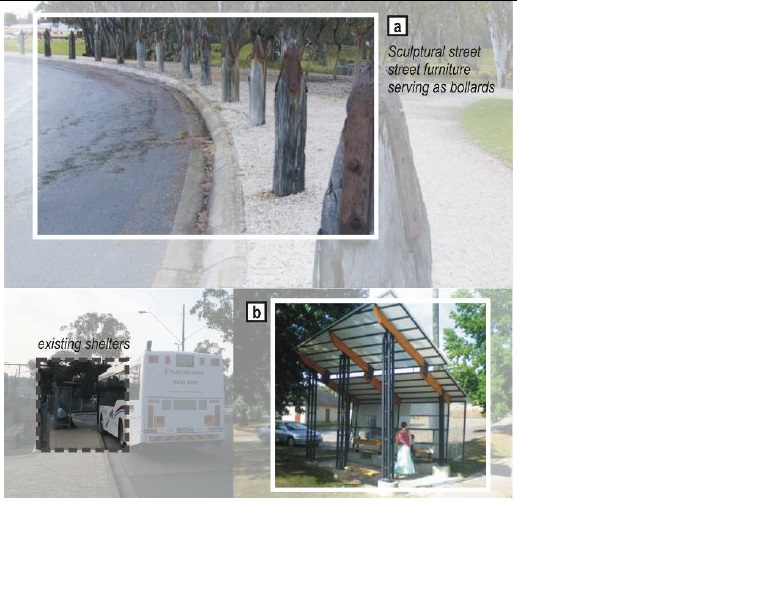 a
Sculptural street
street furniture
serving as bollards
existing shelters
b